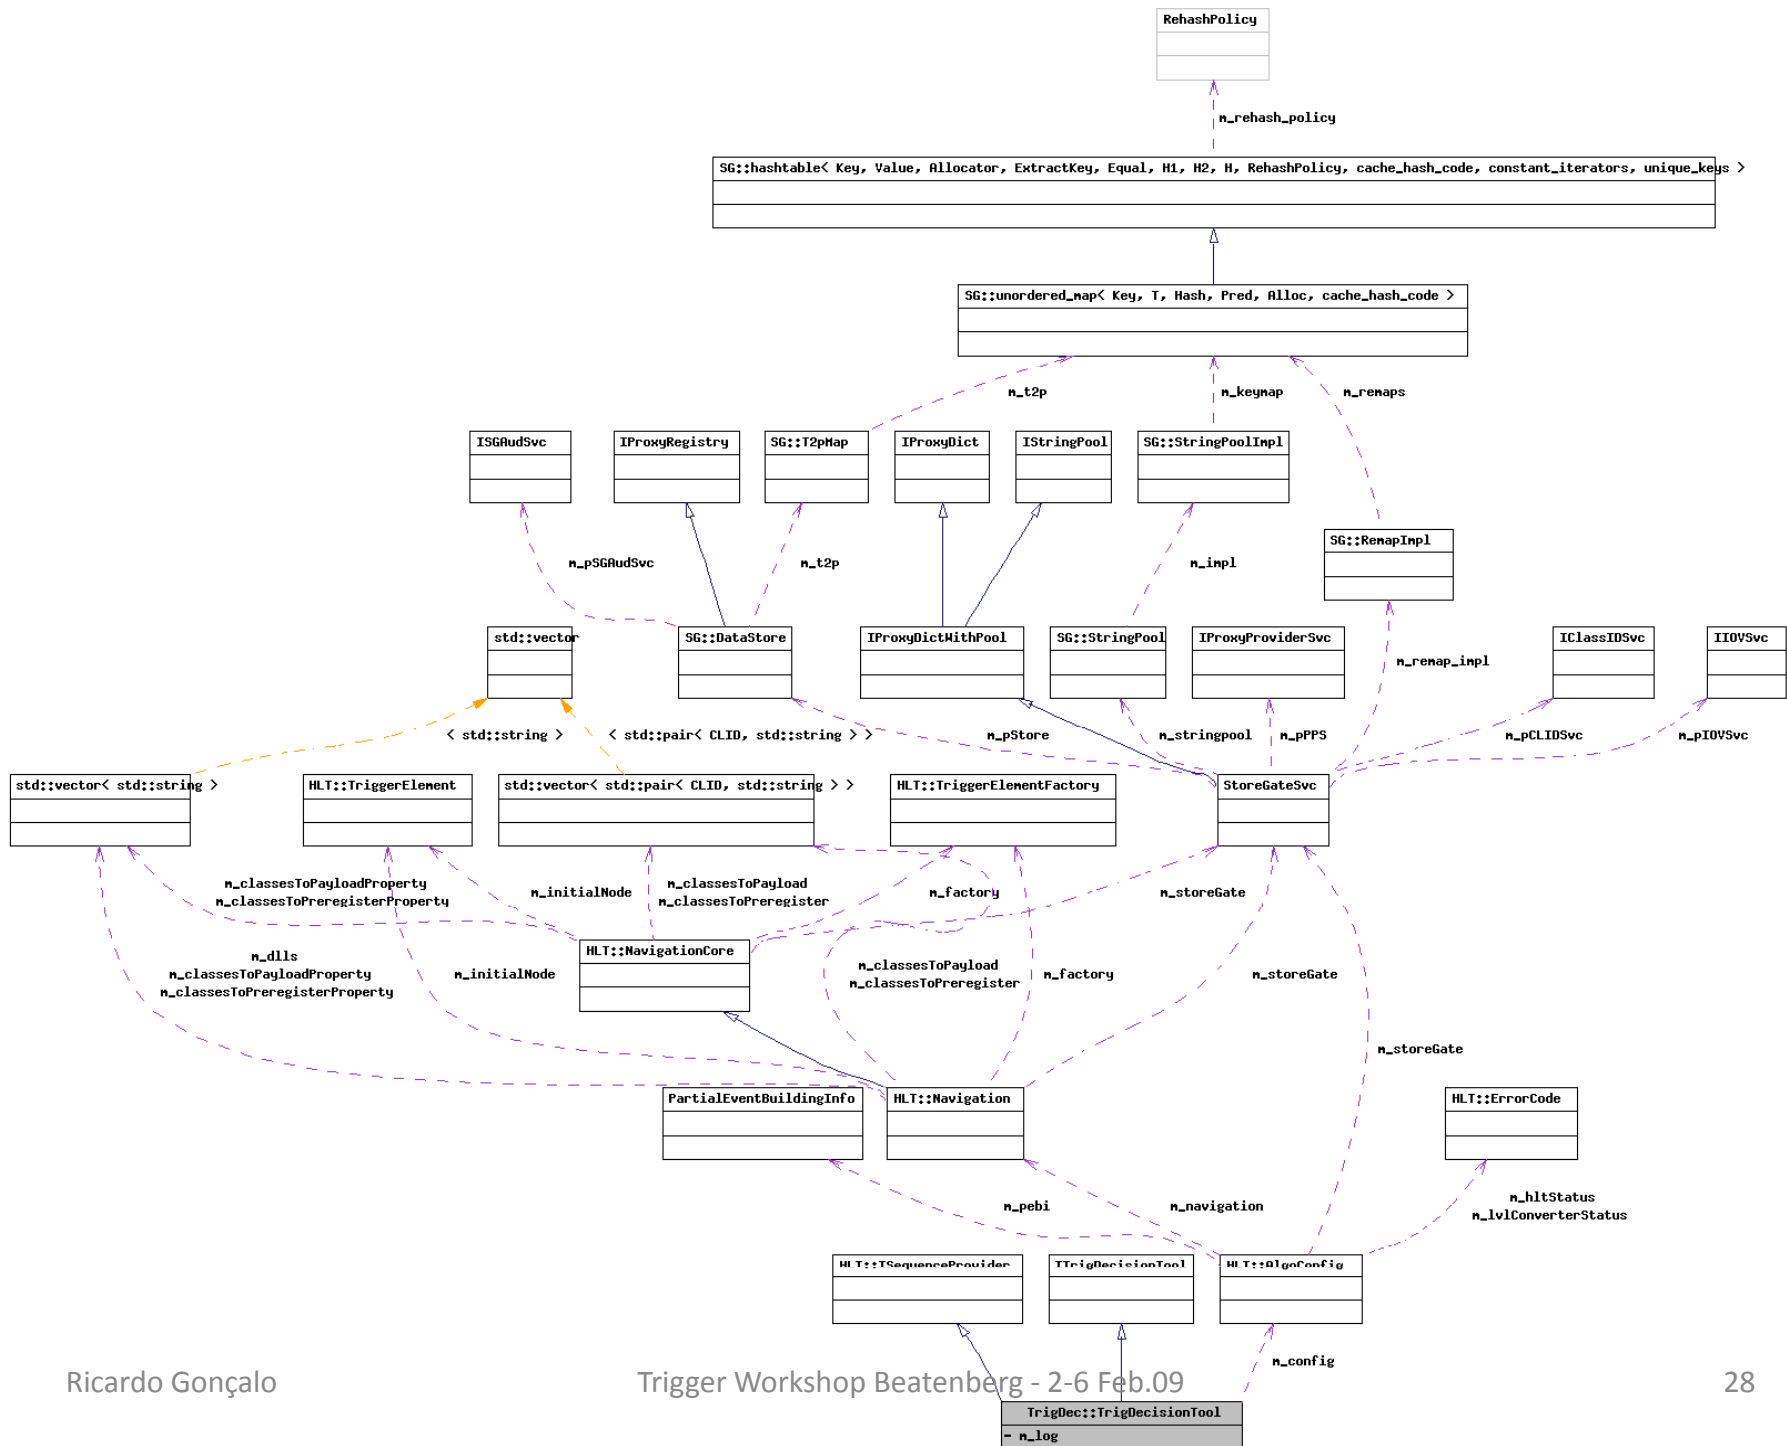 RehashPolicy
m_rehash_policy
SG::hashtable< Key, Value, Allocator, ExtractKey, Equal, H1, H2, H, RehashPolicy, cache_hash_code, constant_iterators, unique_keys >
SG::unordered_map< Key, T, Hash, Pred, Alloc, cache_hash_code >
m_t2p
m_keymap
m_remaps
ISGAudSvc
IProxyRegistry
SG::T2pMap
IProxyDict
IStringPool
SG::StringPoolImpl
SG::RemapImpl
m_pSGAudSvc
m_t2p
m_impl
std::vector
SG::DataStore
IProxyDictWithPool
SG::StringPool
IProxyProviderSvc
IClassIDSvc
IIOVSvc
m_remap_impl
< std::string >
< std::pair< CLID, std::string > >
m_pStore
m_stringpool
m_pPPS
m_pCLIDSvc
m_pIOVSvc
std::vector< std::string >
HLT::TriggerElement
std::vector< std::pair< CLID, std::string > >
HLT::TriggerElementFactory
StoreGateSvc
m_classesToPayloadProperty
m_classesToPreregisterProperty
m_initialNode
m_classesToPayload
m_classesToPreregister
m_factory
m_storeGate
HLT::NavigationCore
m_dlls
m_classesToPayloadProperty
m_classesToPreregisterProperty
m_initialNode
m_classesToPayload
m_classesToPreregister
m_factory
m_storeGate
m_storeGate
PartialEventBuildingInfo
HLT::Navigation
HLT::ErrorCode
m_pebi
m_navigation
m_hltStatus
m_lvlConverterStatus
HLT::ISequenceProvider
ITrigDecisionTool
HLT::AlgoConfig
m_config
Ricardo Gonçalo
Trigger Workshop Beatenberg - 2-6 Feb.09
28
TrigDec::TrigDecisionTool
- m_log